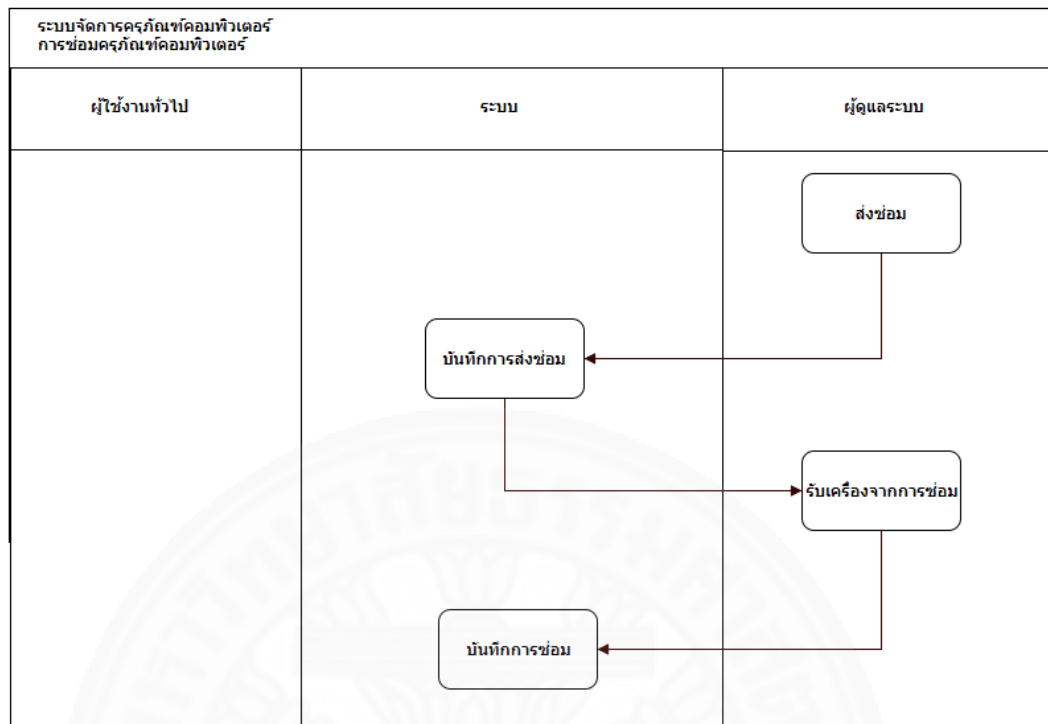 ระบบจัดการครุภัณฑ์คอมพิวเตอร์
การซ่อมครุภัณฑ์คอมพิวเตอร์
ผู้ใช้งานทั่วไป
ระบบ
ผู้ดูแลระบบ
ส่งซ่อม
บันทึกการส่งซ่อม
รับเครื่องจากการซ่อม
บันทึกการซ่อม